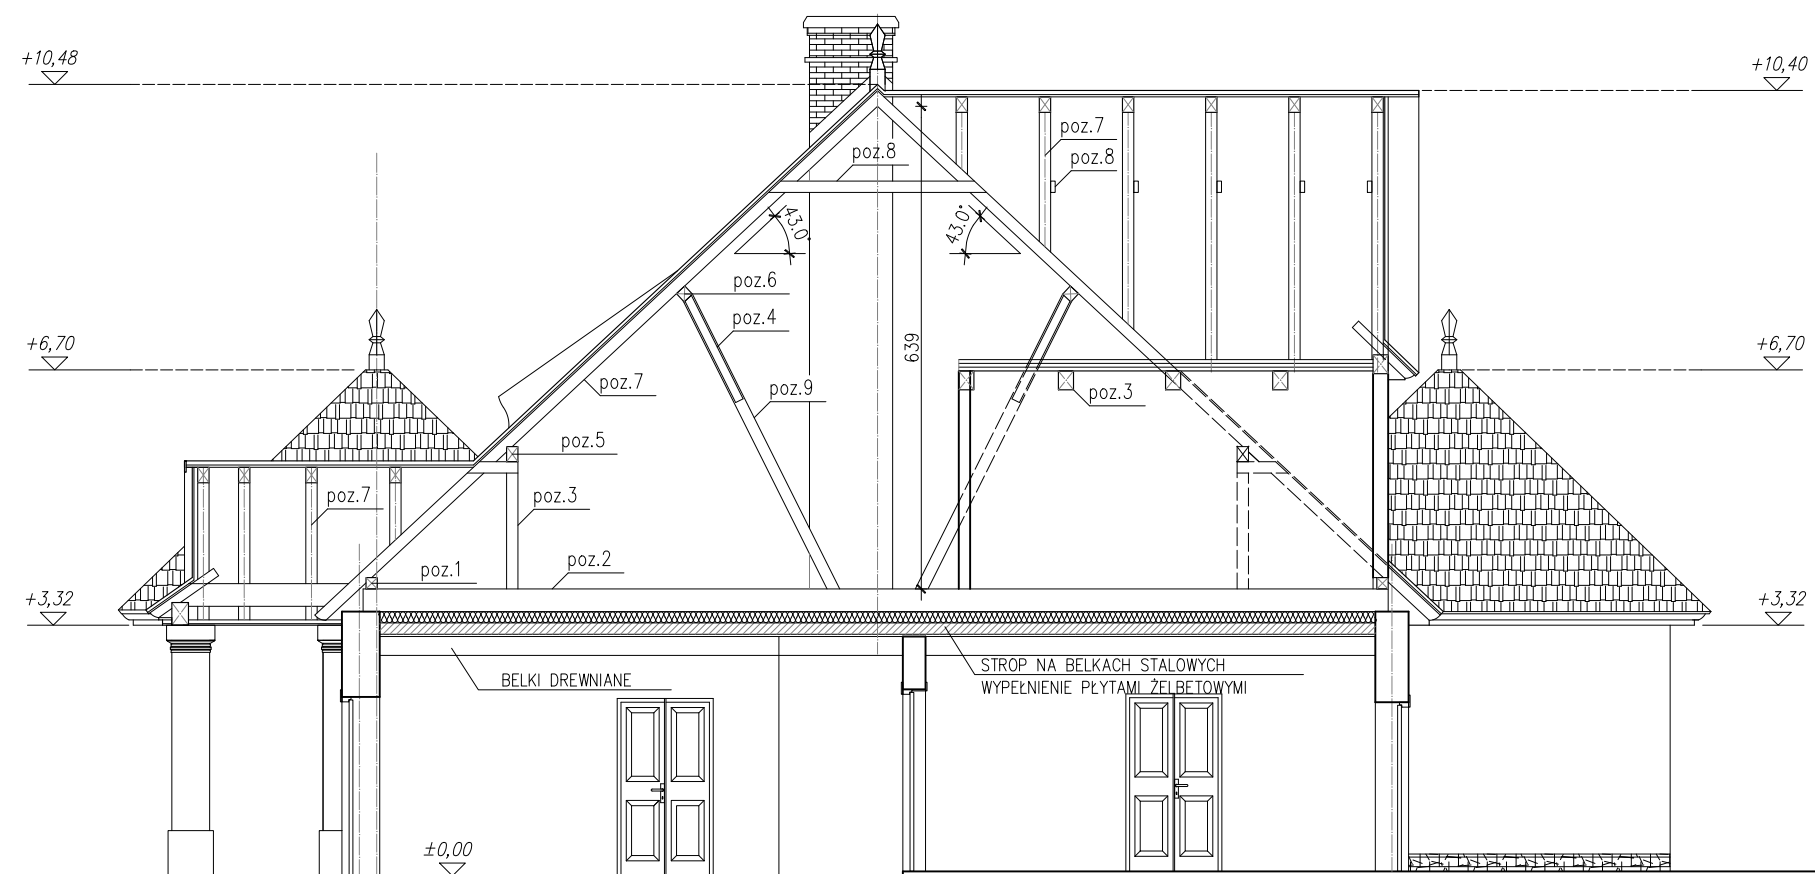 +10,48
+10,40
poz.7
poz.8
poz.8
43.0°
43.0°
poz.6
poz.4
639
+6,70
+6,70
poz.7
poz.9
poz.3
poz.5
poz.7
poz.3
poz.2
poz.1
+3,32
+3,32
STROP NA BELKACH STALOWYCH
WYPEŁNIENIE PŁYTAMI ŻELBETOWYMI
BELKI DREWNIANE
±0,00